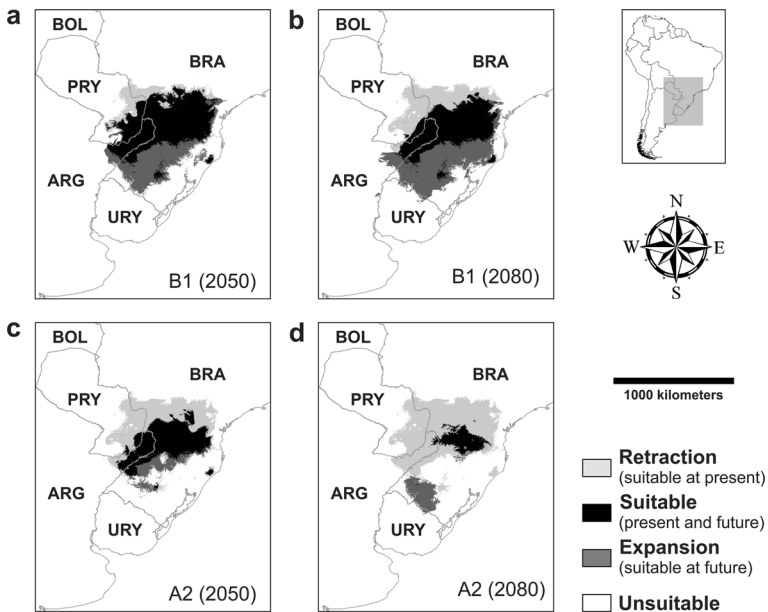 a
BOL
BRA
PRY
ARG
URY
B1 (2050)
b
BOL
BRA
PRY
ARG
URY
B1 (2080)
c
BOL
BRA
PRY
ARG
URY
A2 (2050)
d
BOL
BRA
PRY
ARG
URY
A2 (2080)
N
W
E
S
1000 kilometers
Retraction
(suitable at present)
Suitable
(present and future)
Expansion
(suitable at future)
Unsuitable